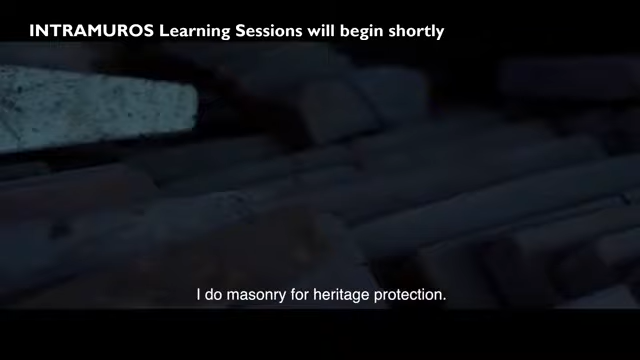 INTRAMUROS Learning Sessions will begin shortly
I do masonry for heritage protection.